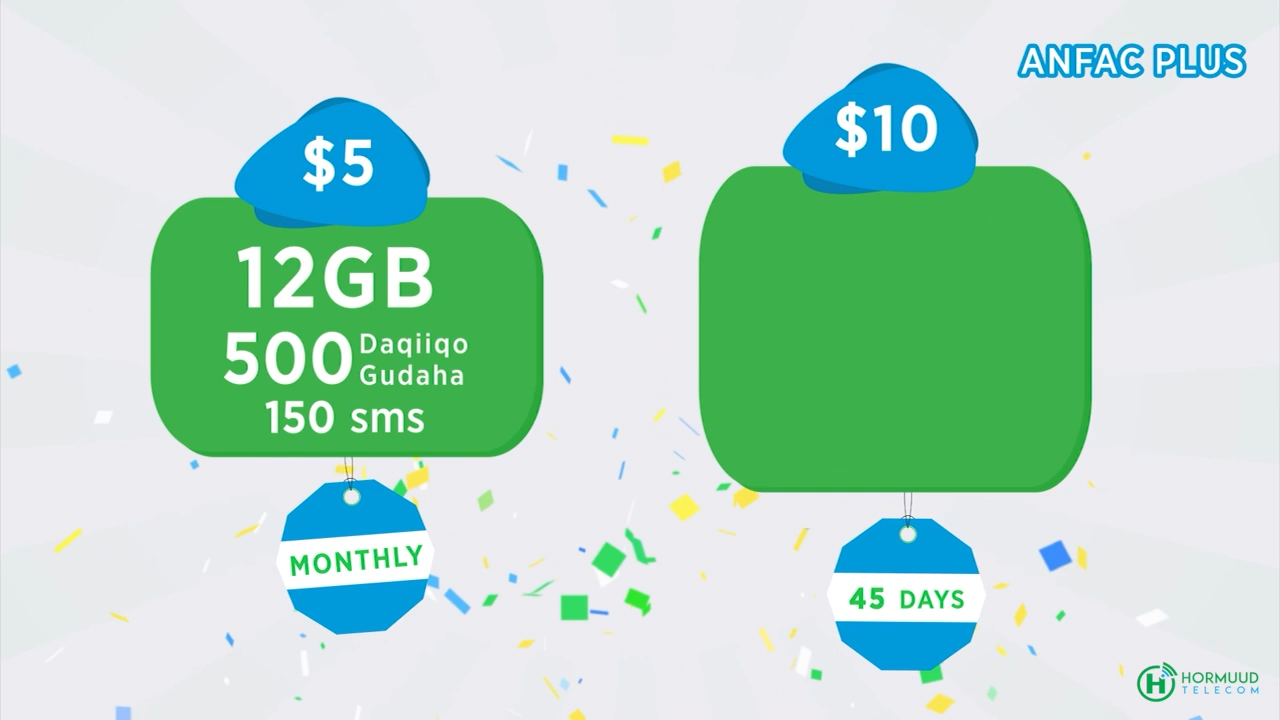 ANFAC PLUS
$5
12GB
500 Daqiiqo
Gudaha
150 sms
MONTHLY
$10
45 DAYS
HORMUUD
TELECOM